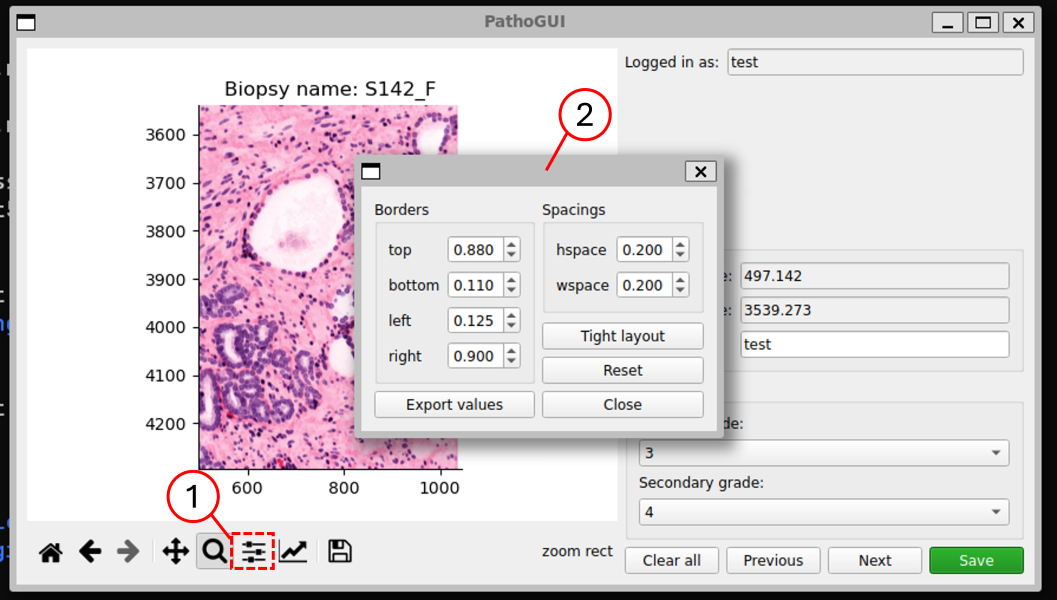 PathoGUI
Logged in as: test
Biopsy name: S142_F
3600
3700
3800
3900
4000
4100
4200
600 800 1000
2
Borders Spacings
top 0.880 hspace 0.200
bottom 0.110 wspace 0.200
left 0.125
right 0.900
Tight layout
Reset
Export values Close
497.142
3539.273
test
3
Secondary grade:
4
1
zoom rect
Clear all Previous Next Save